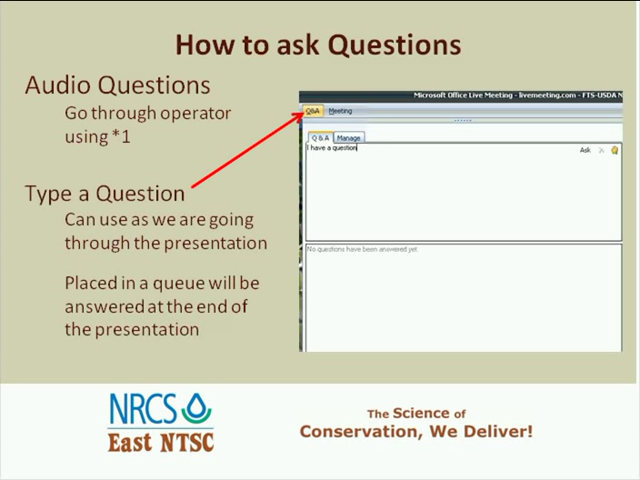 How to ask Questions
Audio Questions
Go through operator
using *1
Type a Question
Can use as we are going
through the presentation
Placed in a queue will be
answered at the end of
the presentation
Microsoft Office Live Meeting - livemeeting.com - FTS-USDA N
Q&A Meeting
Q & A Manage
I have a question
Ask
No questions have been answered yet
NRCS
East NTSC
The Science of
Conservation, We Deliver!